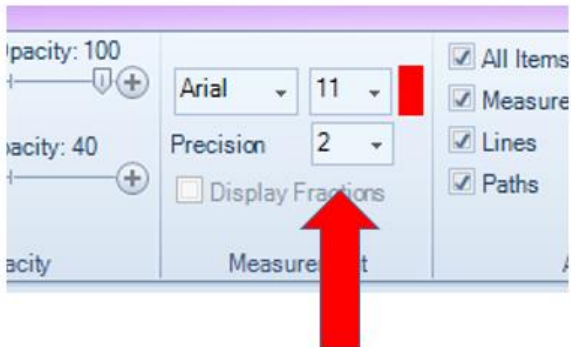 pacity: 100
Arial 11
All Items
Measure
pacity: 40
Precision 2
Lines
Display Fractions
Paths
acity
Measurement